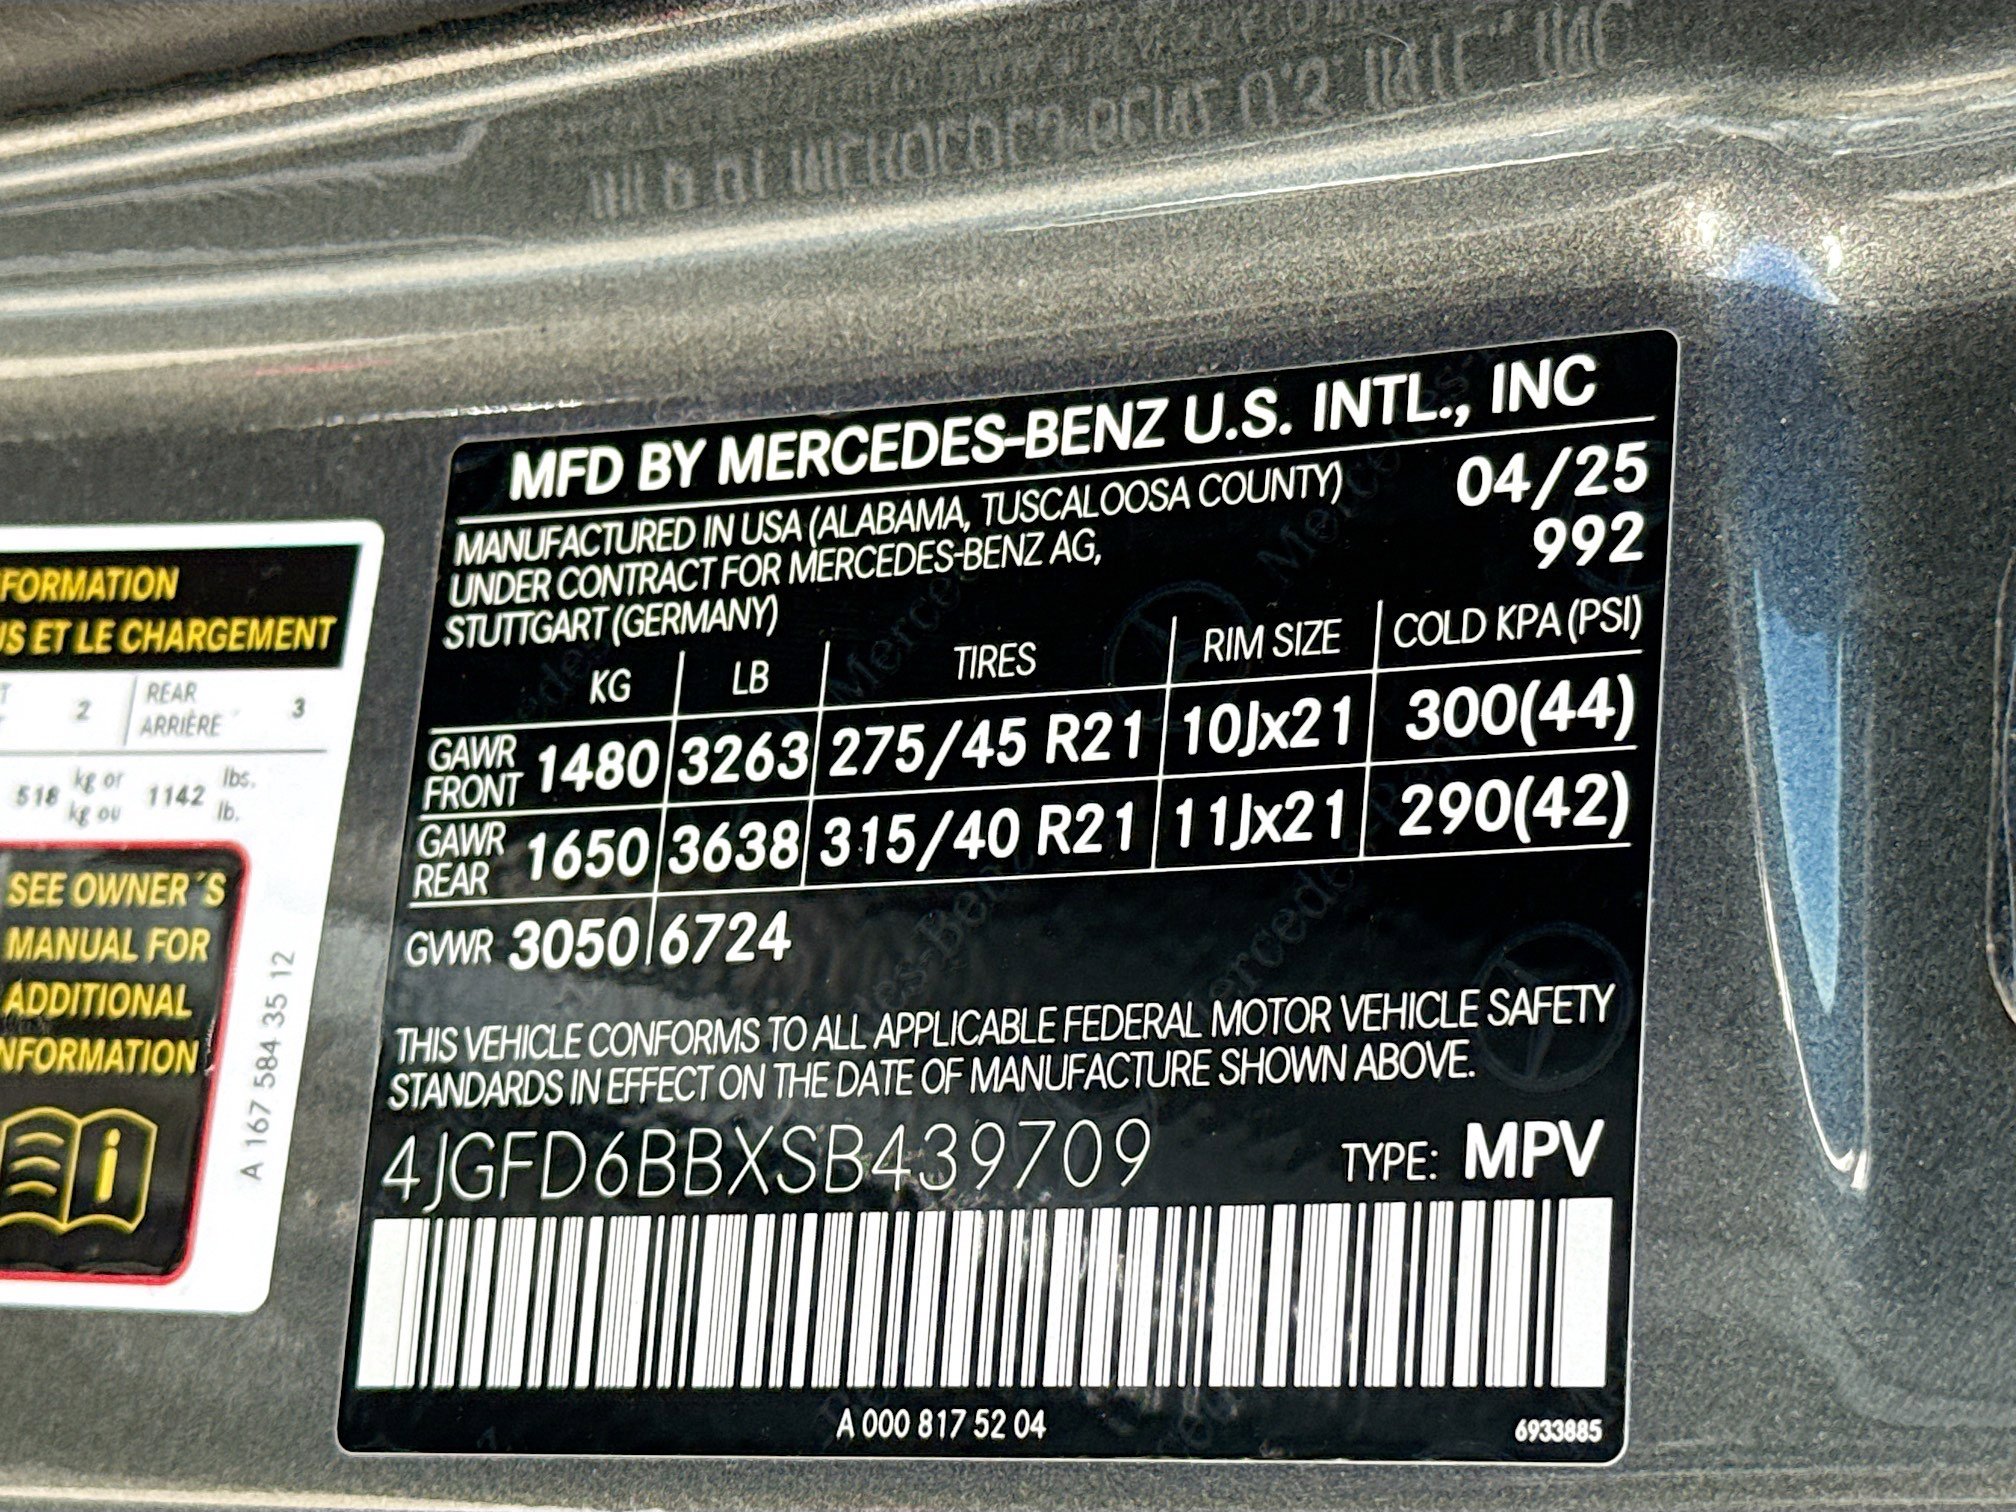 MFD BY MERCEDES-BENZ U.S. INTL., INC
MANUFACTURED IN USA (ALABAMA, TUSCALOOSA COUNTY) 04/25
UNDER CONTRACT FOR MERCEDES-BENZ AG, 992
STUTTGART (GERMANY)
KG LB TIRES RIM SIZE COLD KPA (PSI)
GAWR FRONT 1480 3263 275/45 R21 10Jx21 300(44)
GAWR REAR 1650 3638 315/40 R21 11Jx21 290(42)
GVWR 3050 6724
THIS VEHICLE CONFORMS TO ALL APPLICABLE FEDERAL MOTOR VEHICLE SAFETY
STANDARDS IN EFFECT ON THE DATE OF MANUFACTURE SHOWN ABOVE.
4JGFD6BBXSB439709 TYPE: MPV
A 000 817 52 04 6933885
FORMATION
ET LE CHARGEMENT
2 REAR 3
ARRIÈRE
518 kg or 1142 lbs.
kg ou lb.
SEE OWNER´S
MANUAL FOR
ADDITIONAL
NFORMATION
A 167 584 35 12